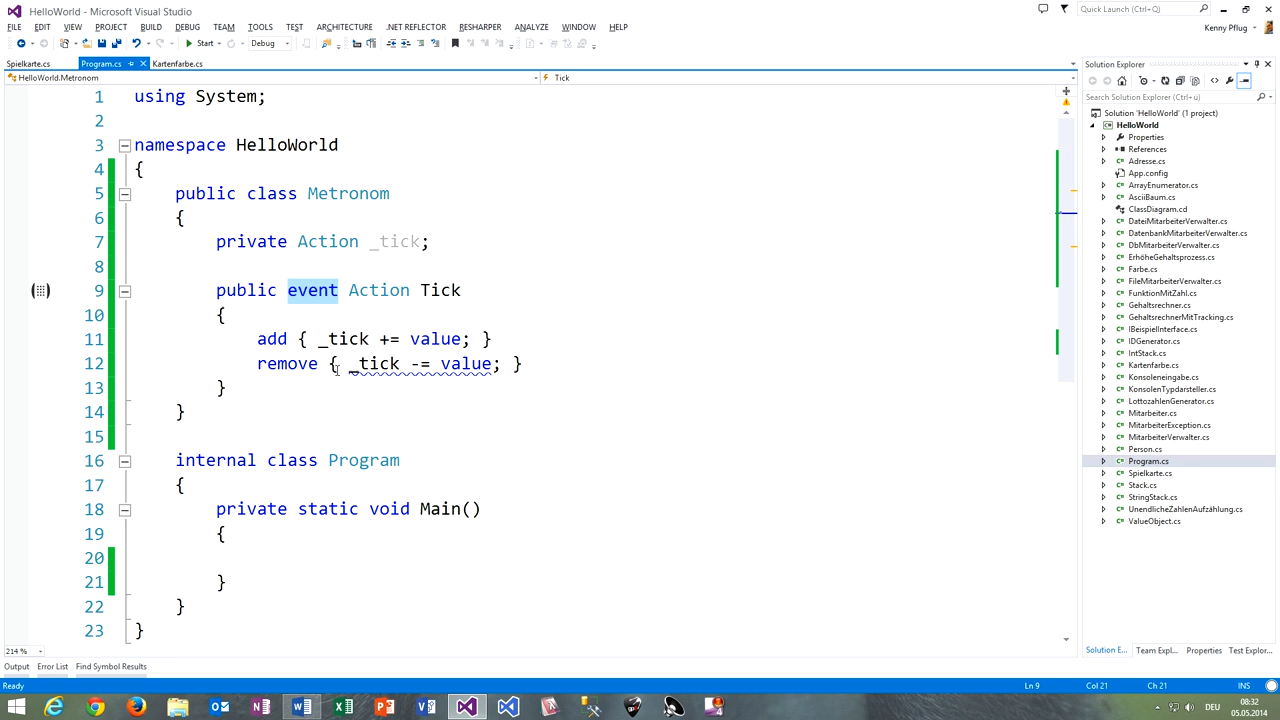 HelloWorld - Microsoft Visual Studio
Quick Launch (Ctrl+Q)
FILE EDIT VIEW PROJECT BUILD DEBUG TEAM TOOLS TEST ARCHITECTURE .NET REFLECTOR RESHARPER ANALYZE WINDOW HELP
Kenny Pflug
Start Debug
Spielkarte.cs Program.cs Kartenfarbe.cs
HelloWorld.Metronom Tick
1 using System;
2
3 namespace HelloWorld
4 {
5 public class Metronom
6 {
7 private Action _tick;
8
9 public event Action Tick
10 {
11 add { _tick += value; }
12 remove { _tick -= value; }
13 }
14 }
15
16 internal class Program
17 {
18 private static void Main()
19 {
20
21 }
22 }
23 }
214 %
Solution Explorer
Search Solution Explorer (Ctrl+ü)
Solution 'HelloWorld' (1 project)
HelloWorld
Properties
References
Adresse.cs
App.config
ArrayEnumerator.cs
AsciiBaum.cs
ClassDiagram.cd
DateiMitarbeiterVerwalter.cs
DatenbankMitarbeiterVerwalter.cs
DbMitarbeiterVerwalter.cs
ErhöheGehaltsprozess.cs
Farbe.cs
FileMitarbeiterVerwalter.cs
FunktionMitZahl.cs
Gehaltsrechner.cs
GehaltsrechnerMitTracking.cs
IBeispielInterface.cs
IDGenerator.cs
IntStack.cs
Kartenfarbe.cs
Konsoleneingabe.cs
KonsolenTypdarsteller.cs
LottozahlenGenerator.cs
Mitarbeiter.cs
MitarbeiterException.cs
MitarbeiterVerwalter.cs
Person.cs
Program.cs
Spielkarte.cs
Stack.cs
StringStack.cs
UnendlicheZahlenAufzählung.cs
ValueObject.cs
Solution E... Team Expl... Properties Test Explor...
Output Error List Find Symbol Results
Ready Ln 9 Col 21 Ch 21 INS
DEU
08:32
05.05.2014